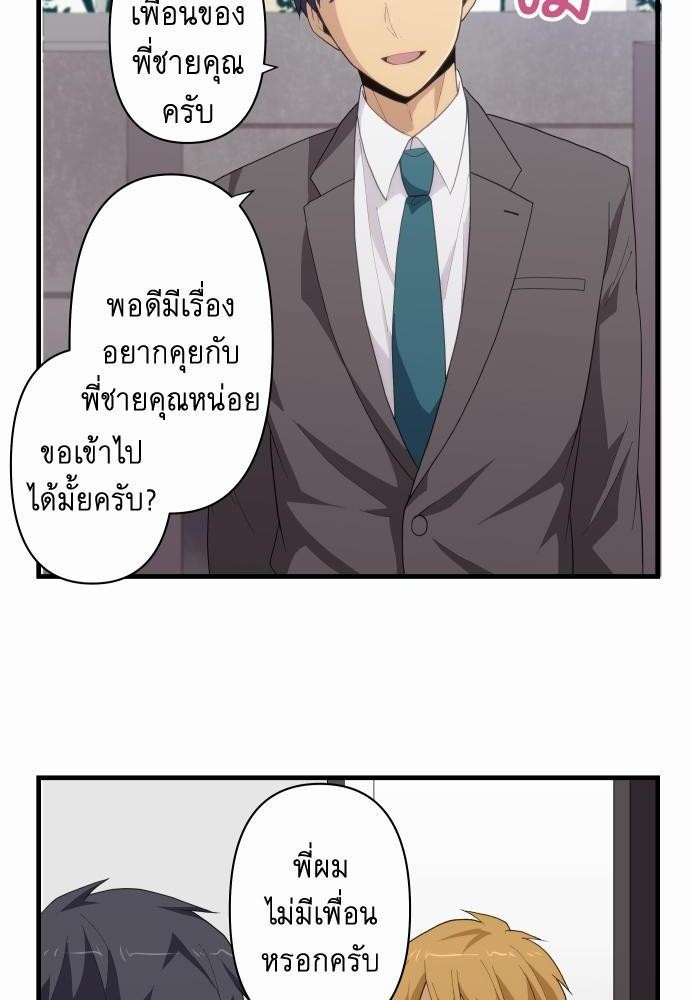 เพื่อนของ
พี่ชายคุณ
ครับ
พอดีมีเรื่อง
อยากคุยกับ
พี่ชายคุณหน่อย
ขอเข้าไป
ได้มั้ยครับ?
พี่ผม
ไม่มีเพื่อน
หรอกครับ